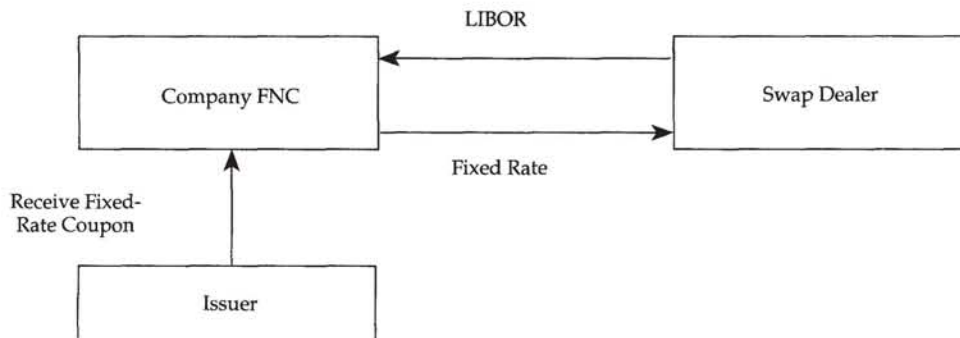 LIBOR
Company FNC
Swap Dealer
Fixed Rate
Receive Fixed-
Rate Coupon
Issuer